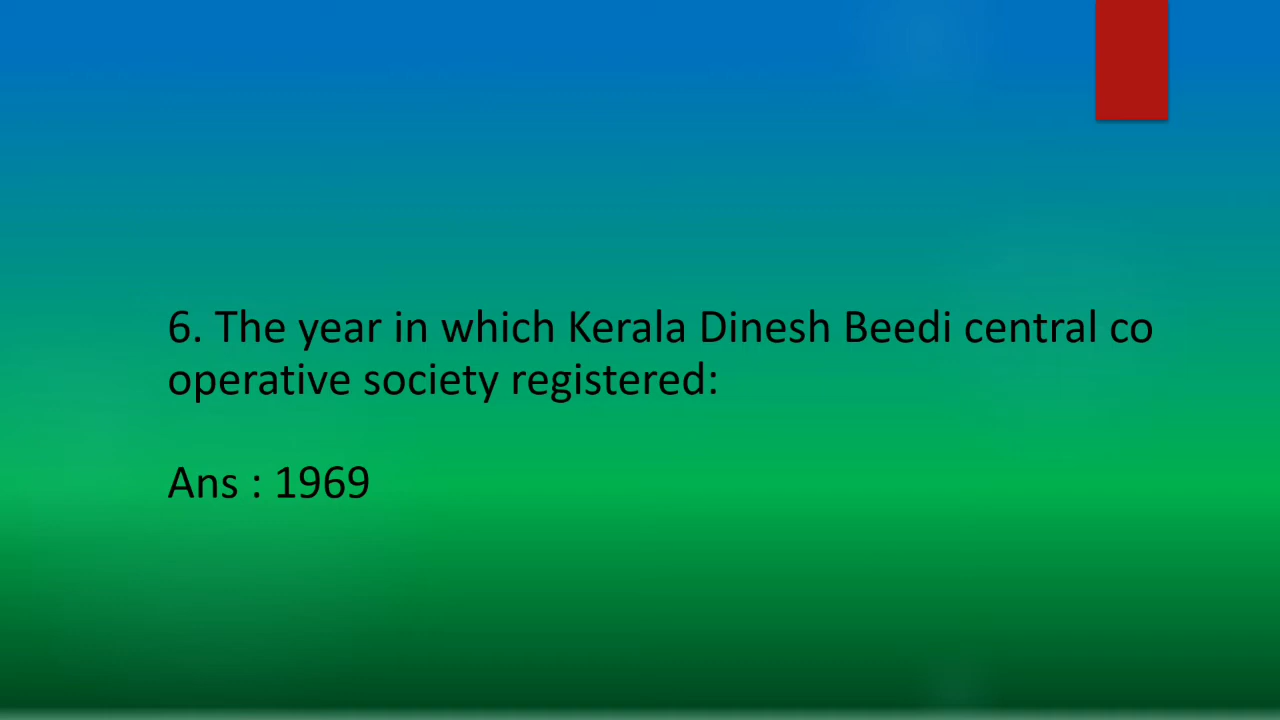 6. The year in which Kerala Dinesh Beedi central co
operative society registered:
Ans : 1969